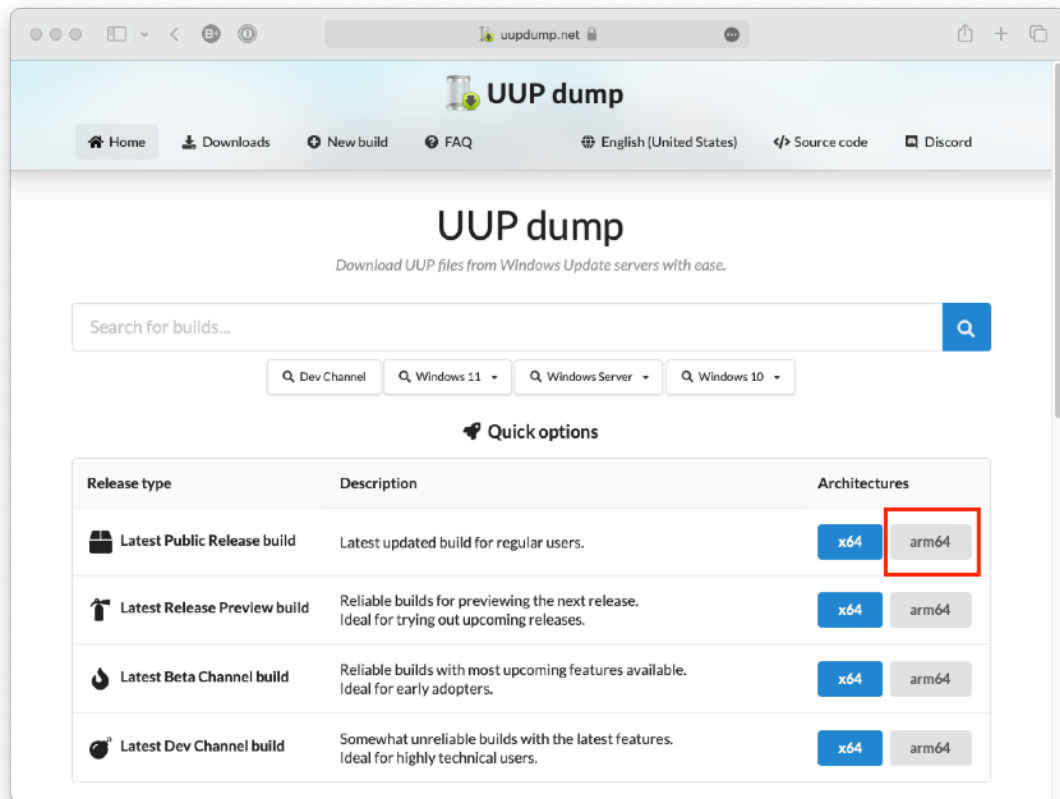 uupdump.net
UUP dump
Home Downloads New build FAQ English (United States) </> Source code Discord
UUP dump
Download UUP files from Windows Update servers with ease.
Search for builds...
Dev Channel Windows 11 Windows Server Windows 10
Quick options
Release type Description Architectures
Latest Public Release build Latest updated build for regular users. x64 arm64
Latest Release Preview build Reliable builds for previewing the next release. x64 arm64
Ideal for trying out upcoming releases.
Latest Beta Channel build Reliable builds with most upcoming features available. x64 arm64
Ideal for early adopters.
Latest Dev Channel build Somewhat unreliable builds with the latest features. x64 arm64
Ideal for highly technical users.